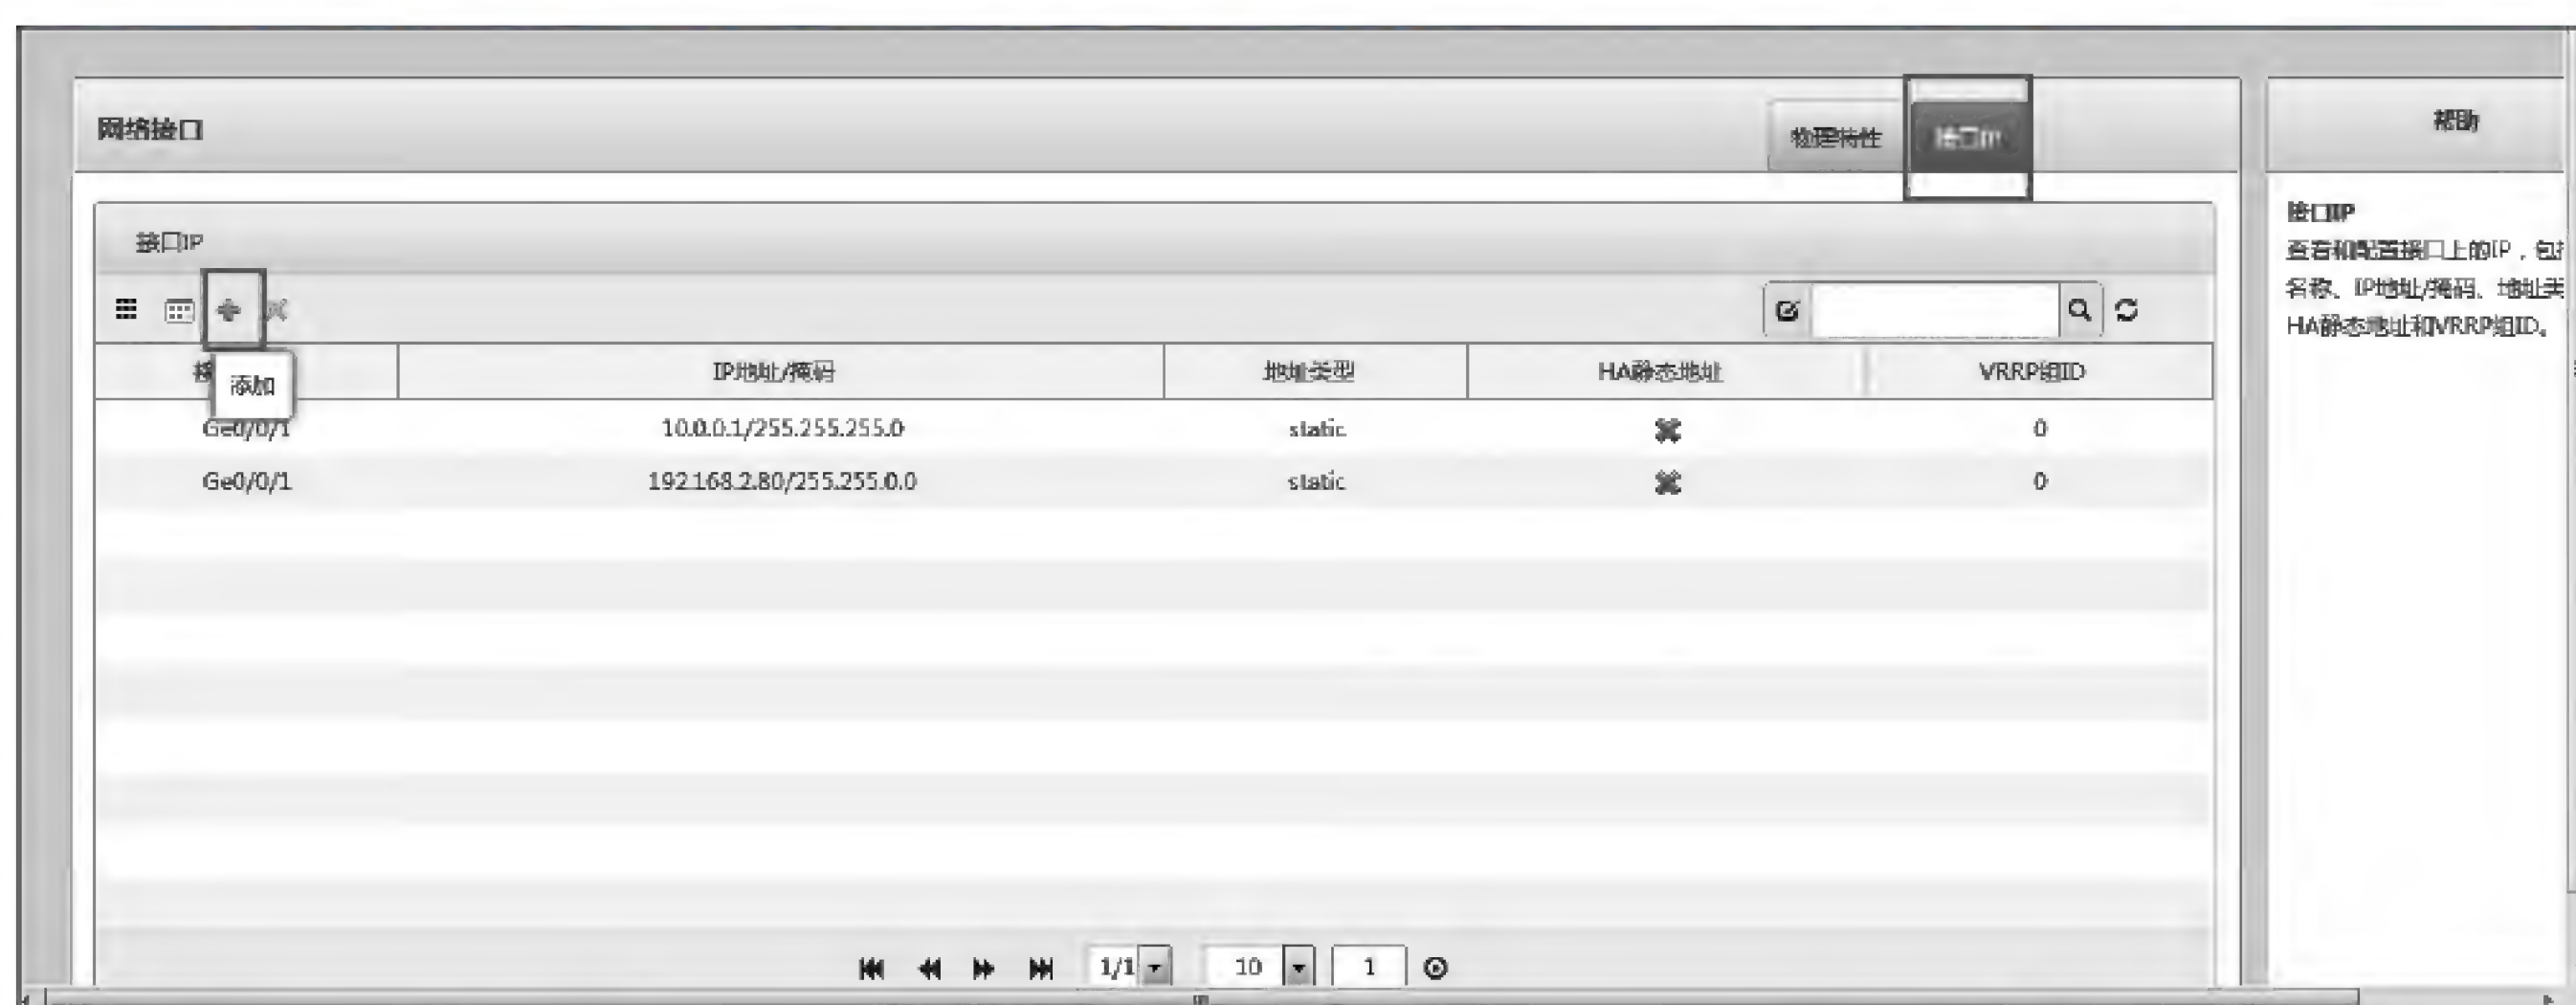 网络接口
物理特性 接口IP
帮助
接口IP
添加
IP地址/掩码 地址类型 HA静态地址 VRRP组ID
Ge0/0/1 10.0.0.1/255.255.255.0 static 0
Ge0/0/1 192.168.2.80/255.255.0.0 static 0
1/1 10 1
接口IP
查看和配置接口上的IP，包
名称、IP地址/掩码、地址类
HA静态地址和VRRP组ID。